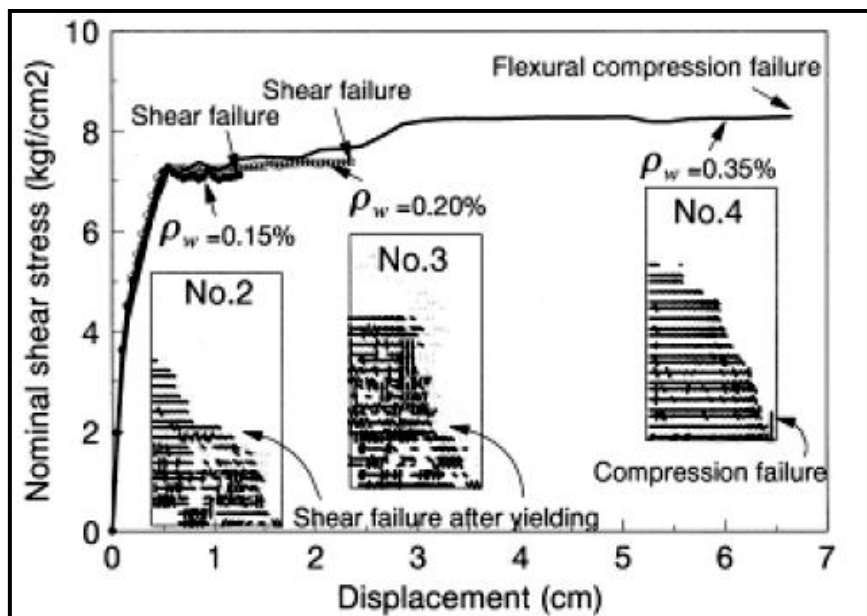 Nominal shear stress (kgf/cm2)
10
8
6
4
2
0
Flexural compression failure
Shear failure
Shear failure
ρw=0.15%
ρw=0.20%
ρw=0.35%
No.2
No.3
No.4
Compression failure
Shear failure after yielding
0 1 2 3 4 5 6 7
Displacement (cm)